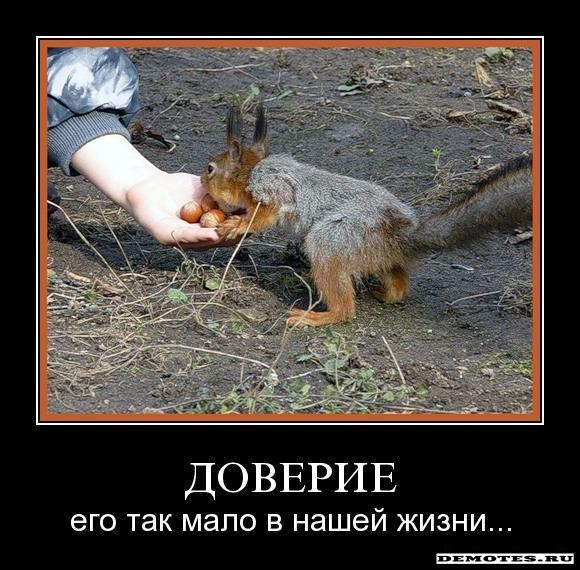 ДОВЕРИЕ
его так мало в нашей жизни...
DEMOTES.RU